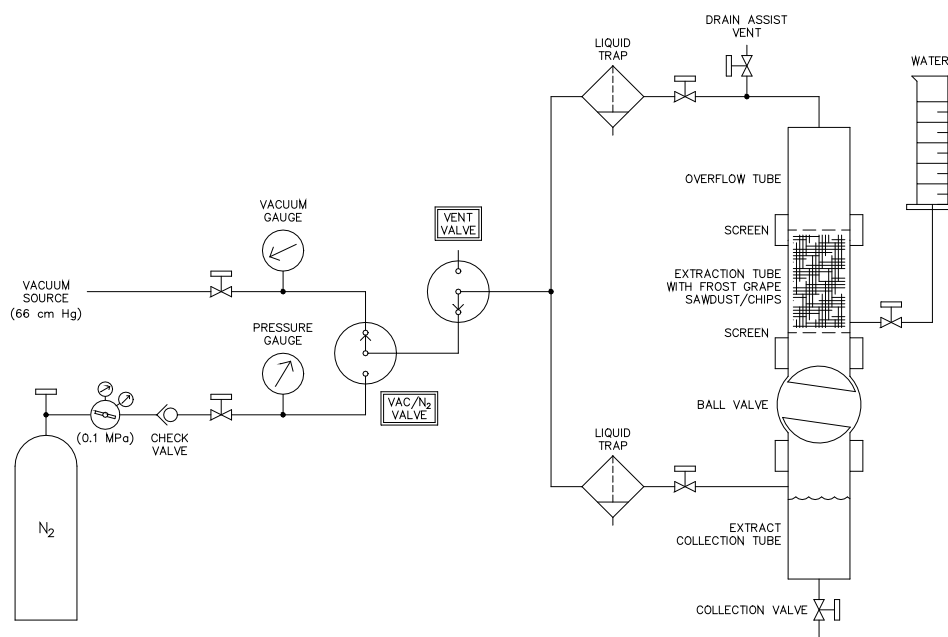 DRAIN ASSIST
VENT
LIQUID
TRAP
WATER
OVERFLOW TUBE
VACUUM
GAUGE
VENT
VALVE
SCREEN
EXTRACTION TUBE
WITH FROST GRAPE
SAWDUST/CHIPS
VACUUM
SOURCE
(66 cm Hg)
PRESSURE
GAUGE
SCREEN
VAC/N₂
VALVE
BALL VALVE
(0.1 MPa)
CHECK
VALVE
LIQUID
TRAP
N₂
EXTRACT
COLLECTION TUBE
COLLECTION VALVE